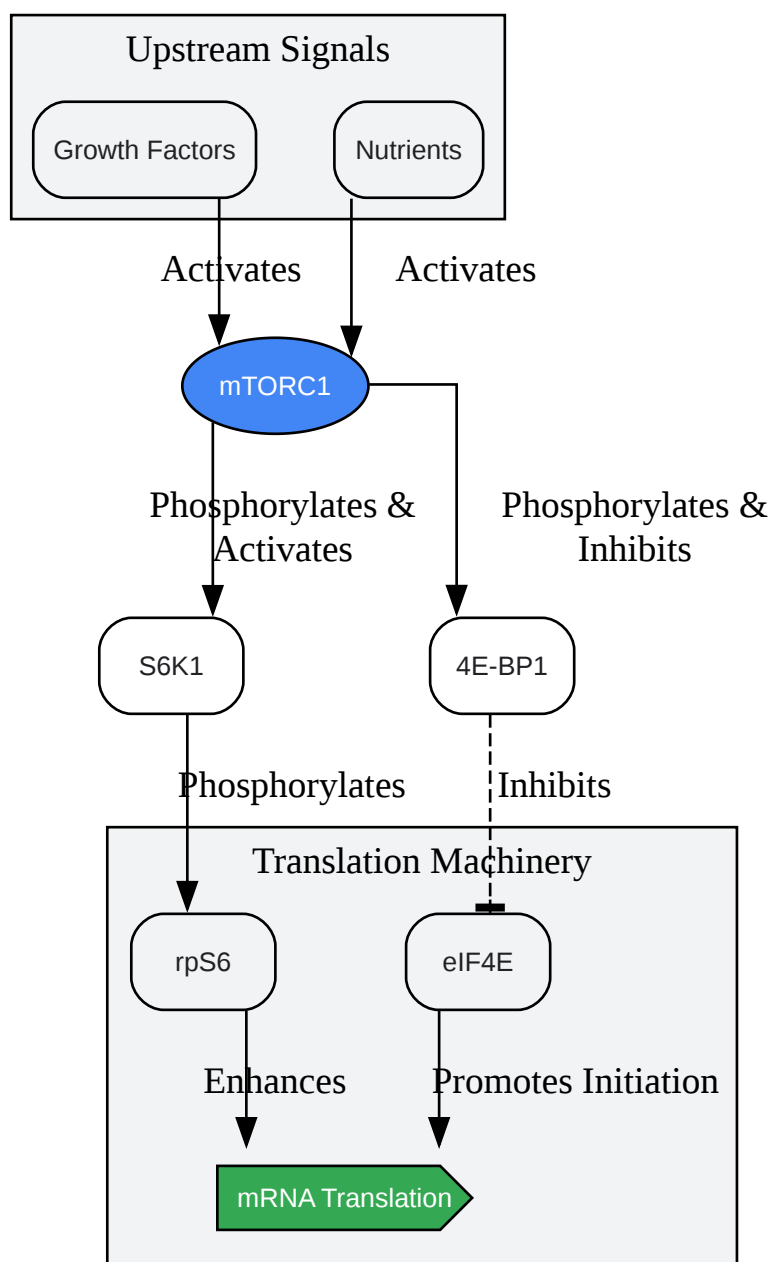 Upstream Signals
Growth Factors
Nutrients
Activates
Activates
mTORC1
Phosphorylates &
Activates
Phosphorylates &
Inhibits
S6K1
4E-BP1
Phosphorylates
Inhibits
Translation Machinery
rpS6
eIF4E
Enhances
Promotes Initiation
mRNA Translation